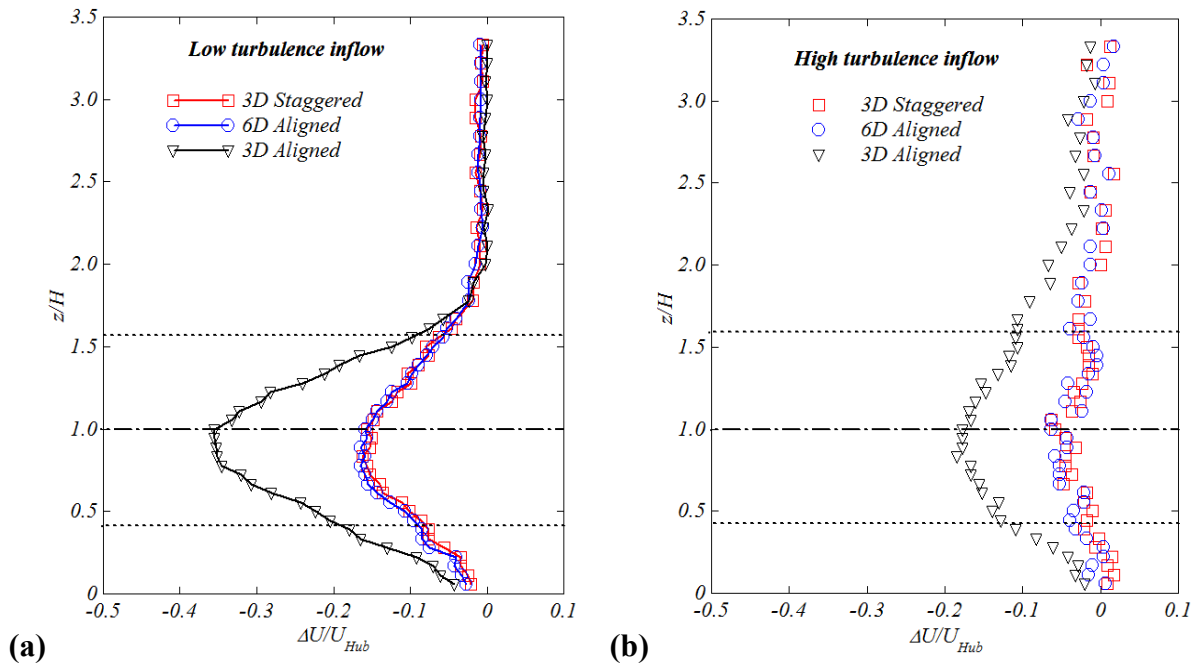 3.5
Low turbulence inflow
3D Staggered
6D Aligned
3D Aligned
3.0
2.5
2.0
1.5
1.0
0.5
0
z/H
-0.5 -0.4 -0.3 -0.2 -0.1 0 0.1
ΔU/U_Hub
(a)
3.5
High turbulence inflow
3D Staggered
6D Aligned
3D Aligned
3.0
2.5
2.0
1.5
1.0
0.5
0
z/H
-0.5 -0.4 -0.3 -0.2 -0.1 0 0.1
ΔU/U_Hub
(b)